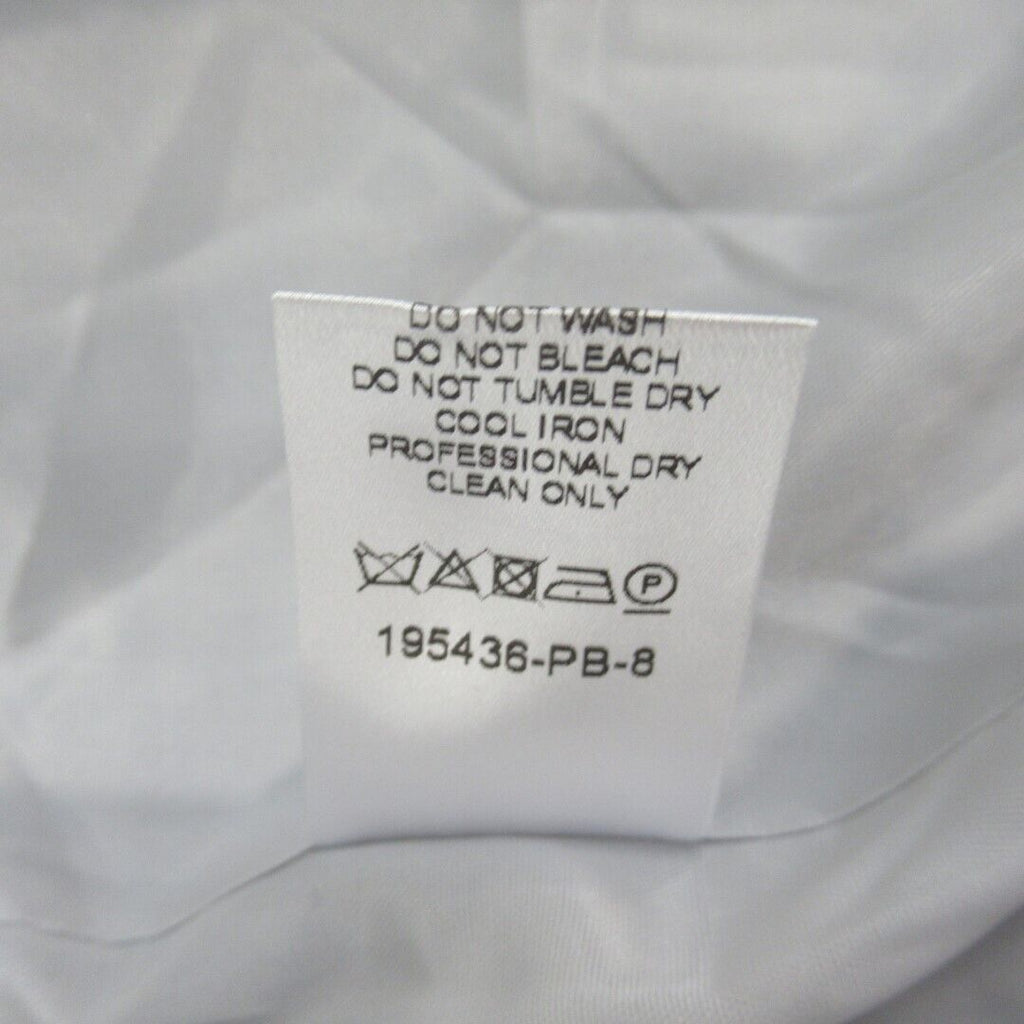 DO NOT WASH
DO NOT BLEACH
DO NOT TUMBLE DRY
COOL IRON
PROFESSIONAL DRY
CLEAN ONLY
P
195436-PB-8